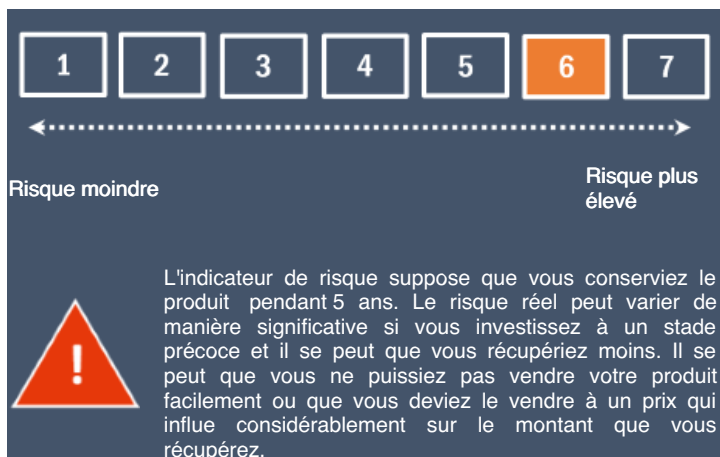 1 2 3 4 5 6 7
Risque moindre
Risque plus
élevé
!
L'indicateur de risque suppose que vous conserviez le
produit pendant 5 ans. Le risque réel peut varier de
manière significative si vous investissez à un stade
précoce et il se peut que vous récupériez moins. Il se
peut que vous ne puissiez pas vendre votre produit
facilement ou que vous deviez le vendre à un prix qui
influe considérablement sur le montant que vous
récupérez.